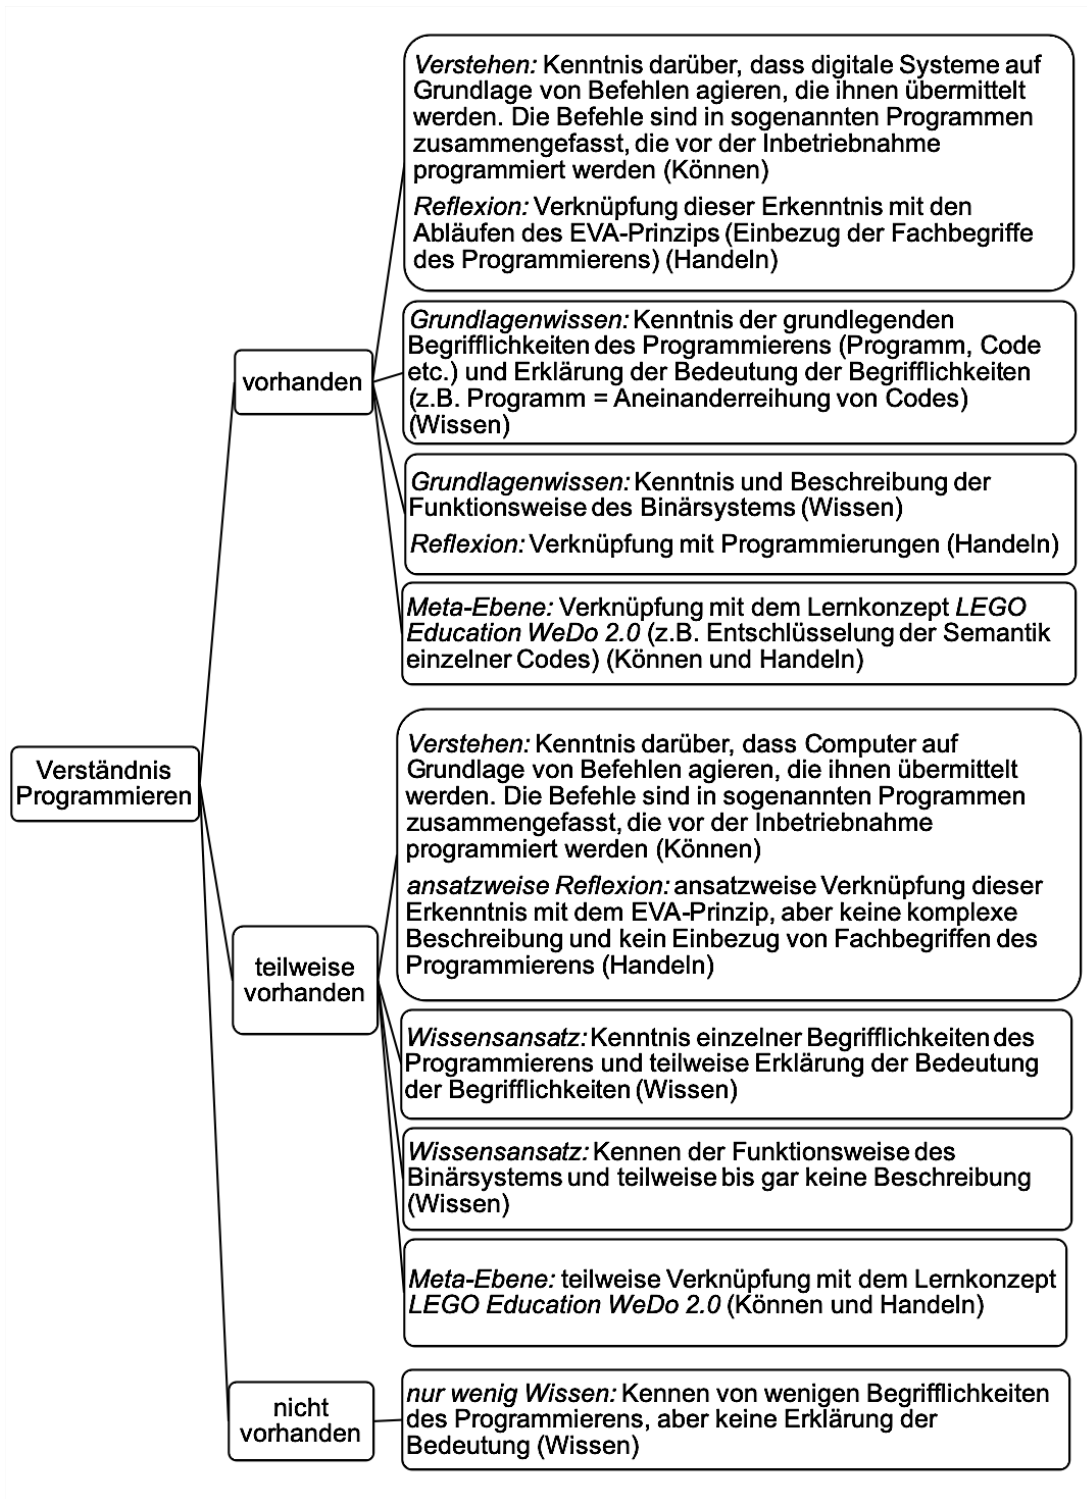 Verständnis
Programmieren
vorhanden
Verstehen: Kenntnis darüber, dass digitale Systeme auf
Grundlage von Befehlen agieren, die ihnen übermittelt
werden. Die Befehle sind in sogenannten Programmen
zusammengefasst, die vor der Inbetriebnahme
programmiert werden (Können)
Reflexion: Verknüpfung dieser Erkenntnis mit den
Abläufen des EVA-Prinzips (Einbezug der Fachbegriffe
des Programmierens) (Handeln)
Grundlagenwissen: Kenntnis der grundlegenden
Begrifflichkeiten des Programmierens (Programm, Code
etc.) und Erklärung der Bedeutung der Begrifflichkeiten
(z.B. Programm = Aneinanderreihung von Codes)
(Wissen)
Grundlagenwissen: Kenntnis und Beschreibung der
Funktionsweise des Binärsystems (Wissen)
Reflexion: Verknüpfung mit Programmierungen (Handeln)
Meta-Ebene: Verknüpfung mit dem Lernkonzept LEGO
Education WeDo 2.0 (z.B. Entschlüsselung der Semantik
einzelner Codes) (Können und Handeln)
teilweise
vorhanden
Verstehen: Kenntnis darüber, dass Computer auf
Grundlage von Befehlen agieren, die ihnen übermittelt
werden. Die Befehle sind in sogenannten Programmen
zusammengefasst, die vor der Inbetriebnahme
programmiert werden (Können)
ansatzweise Reflexion: ansatzweise Verknüpfung dieser
Erkenntnis mit dem EVA-Prinzip, aber keine komplexe
Beschreibung und kein Einbezug von Fachbegriffen des
Programmierens (Handeln)
Wissensansatz: Kenntnis einzelner Begrifflichkeiten des
Programmierens und teilweise Erklärung der Bedeutung
der Begrifflichkeiten (Wissen)
Wissensansatz: Kennen der Funktionsweise des
Binärsystems und teilweise bis gar keine Beschreibung
(Wissen)
Meta-Ebene: teilweise Verknüpfung mit dem Lernkonzept
LEGO Education WeDo 2.0 (Können und Handeln)
nicht
vorhanden
nur wenig Wissen: Kennen von wenigen Begrifflichkeiten
des Programmierens, aber keine Erklärung der
Bedeutung (Wissen)